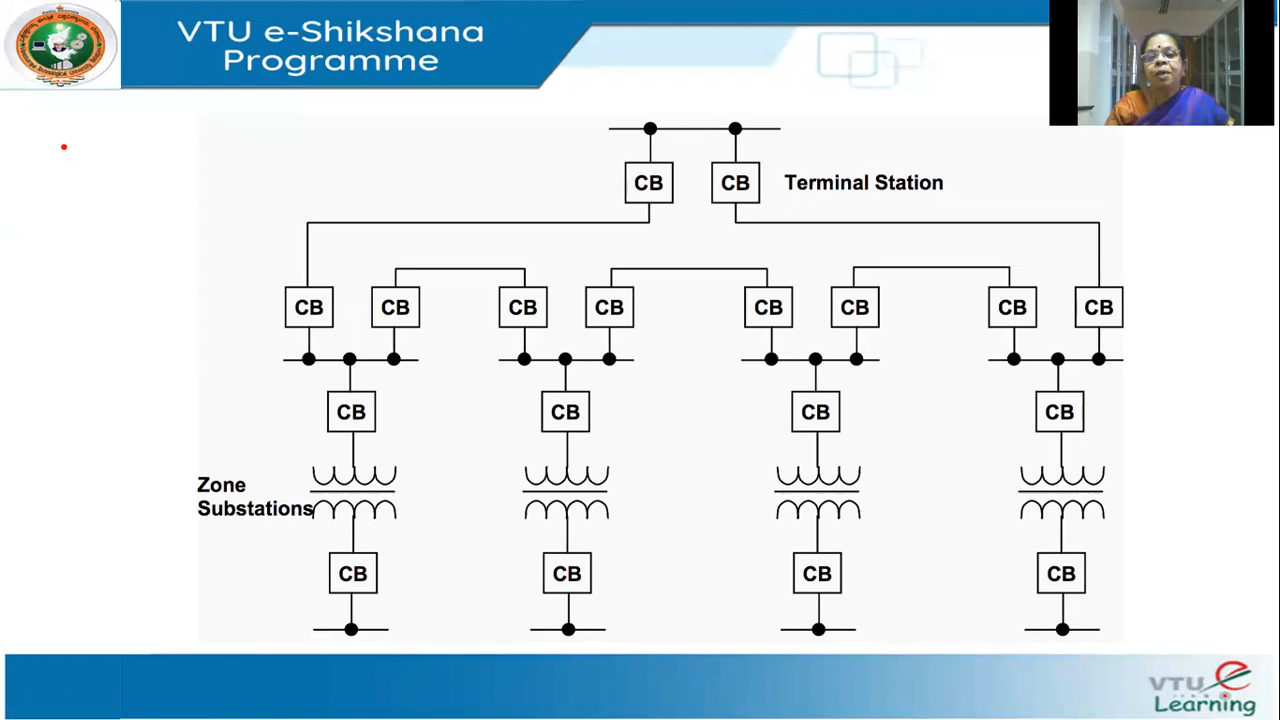 VTU e-Shikshana
Programme
CB CB Terminal Station
CB CB CB CB CB CB CB CB
CB CB CB CB
Zone
Substations
CB CB CB CB
VTU e
Learning